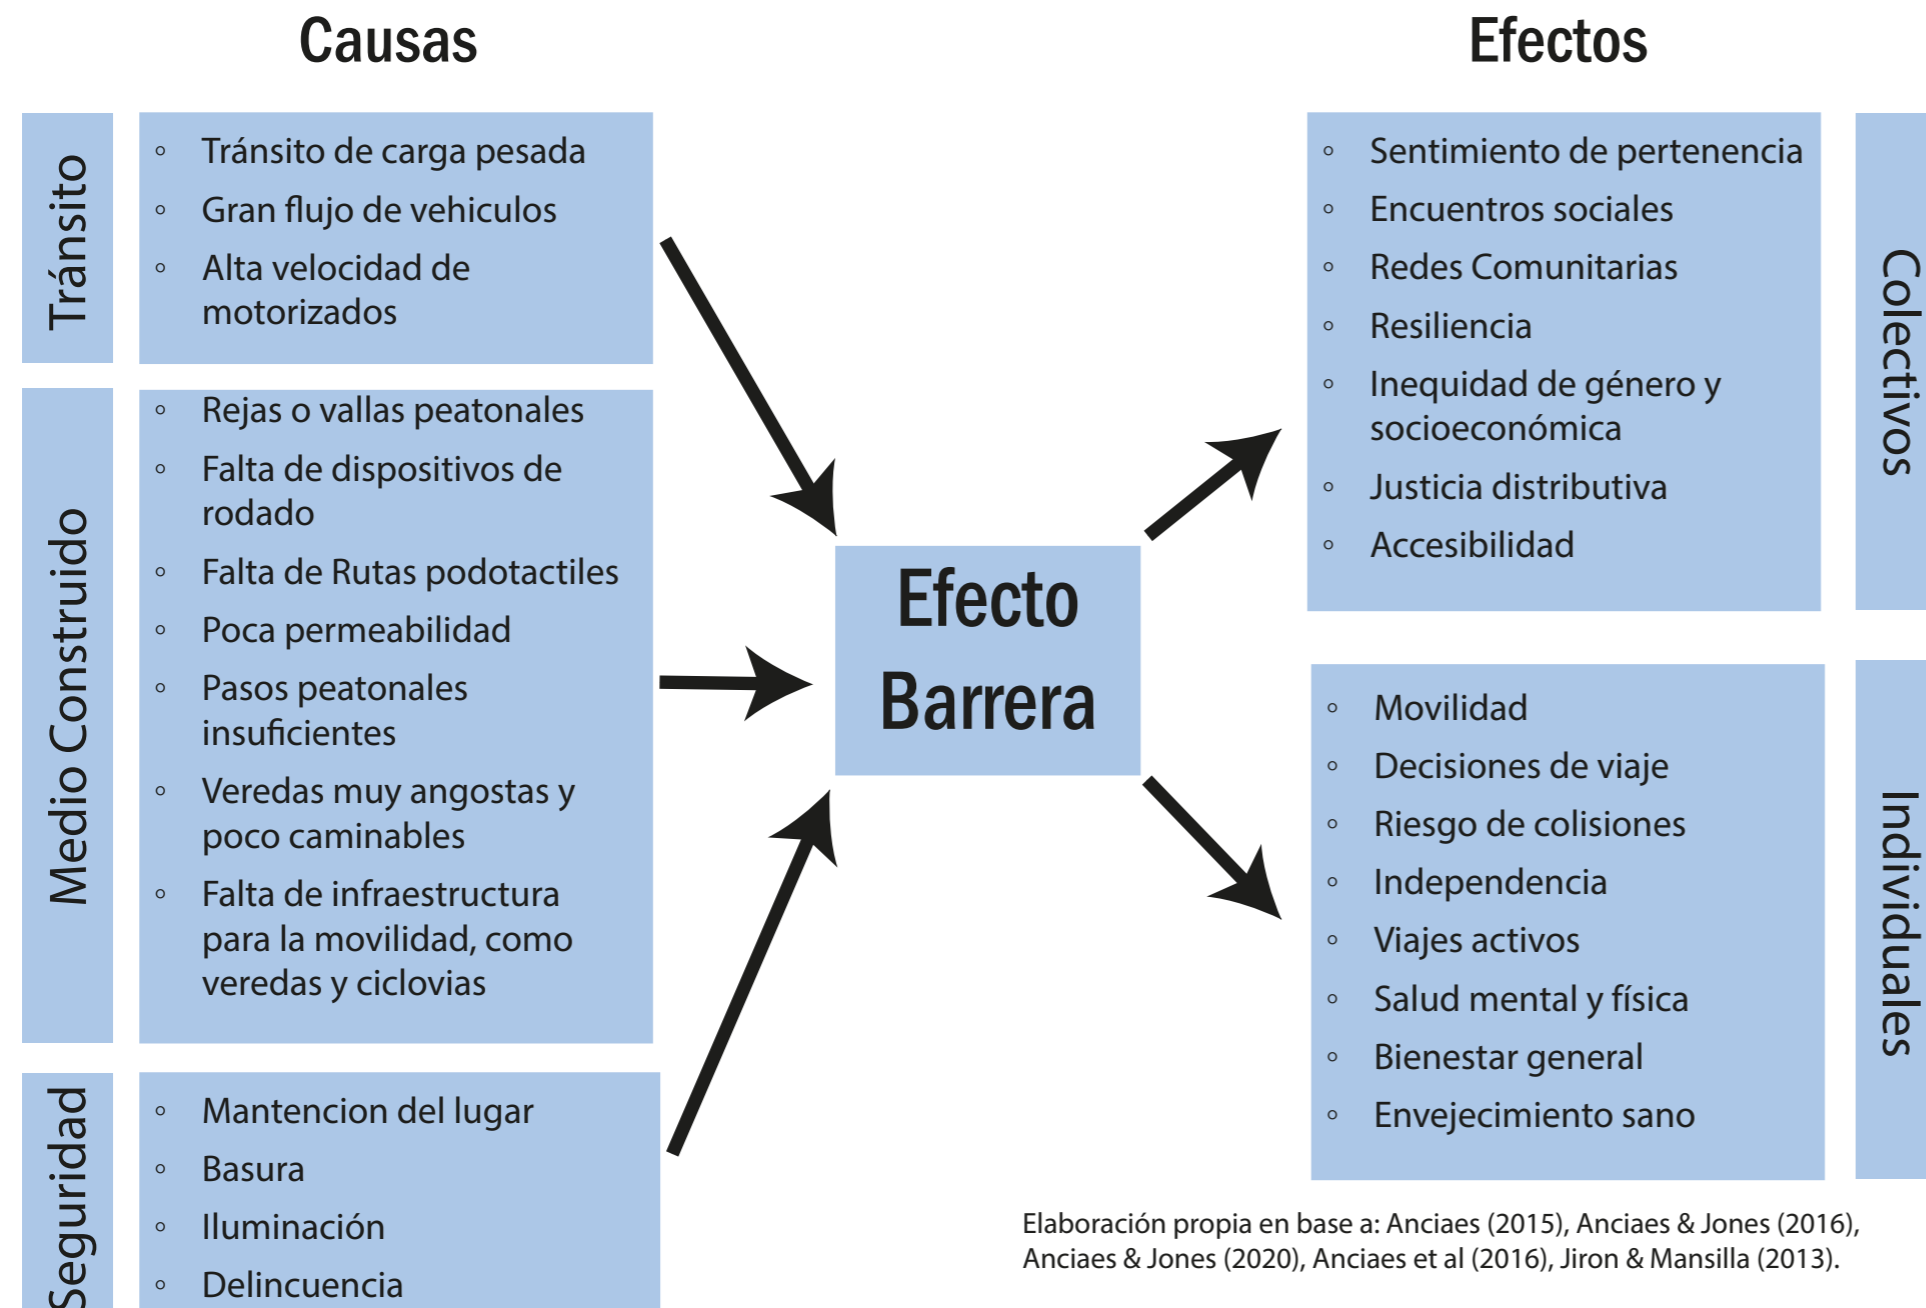 Causas
Tránsito
Tránsito de carga pesada
Gran flujo de vehiculos
Alta velocidad de
motorizados
Medio Construido
Rejas o vallas peatonales
Falta de dispositivos de
rodado
Falta de Rutas podotactiles
Poca permeabilidad
Pasos peatonales
insuficientes
Veredas muy angostas y
poco caminables
Falta de infraestructura
para la movilidad, como
veredas y ciclovias
Seguridad
Mantencion del lugar
Basura
Iluminación
Delincuencia
Efecto
Barrera
Efectos
Sentimiento de pertenencia
Encuentros sociales
Redes Comunitarias
Resiliencia
Inequidad de género y
socioeconómica
Justicia distributiva
Accesibilidad
Colectivos
Movilidad
Decisiones de viaje
Riesgo de colisiones
Independencia
Viajes activos
Salud mental y física
Bienestar general
Envejecimiento sano
Individuales
Elaboración propia en base a: Anciaes (2015), Anciaes & Jones (2016),
Anciaes & Jones (2020), Anciaes et al (2016), Jiron & Mansilla (2013).